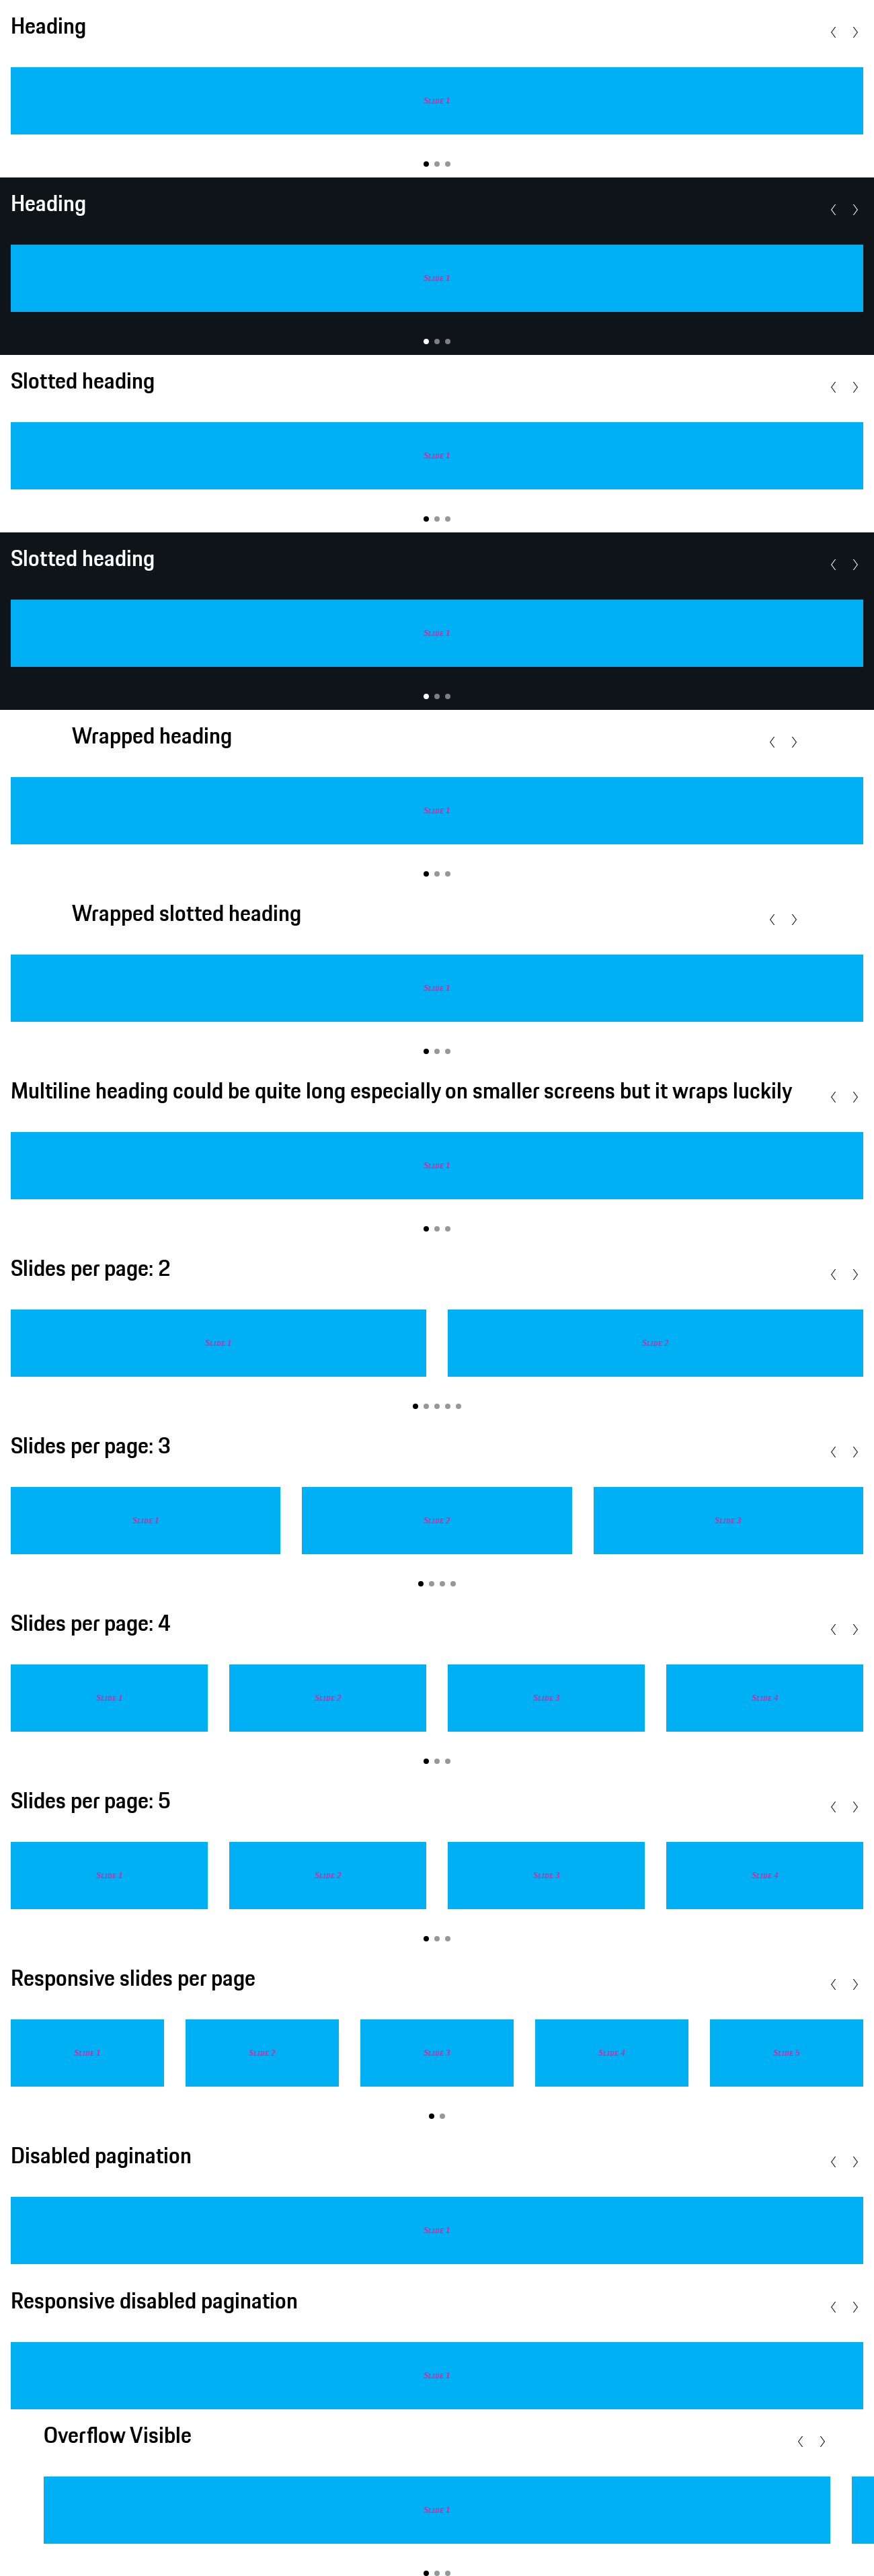 Heading
Slide 1
Heading
Slide 1
Slotted heading
Slide 1
Slotted heading
Slide 1
Wrapped heading
Slide 1
Wrapped slotted heading
Slide 1
Multiline heading could be quite long especially on smaller screens but it wraps luckily
Slide 1
Slides per page: 2
Slide 1 Slide 2
Slides per page: 3
Slide 1 Slide 2 Slide 3
Slides per page: 4
Slide 1 Slide 2 Slide 3 Slide 4
Slides per page: 5
Slide 1 Slide 2 Slide 3 Slide 4
Responsive slides per page
Slide 1 Slide 2 Slide 3 Slide 4 Slide 5
Disabled pagination
Slide 1
Responsive disabled pagination
Slide 1
Overflow Visible
Slide 1